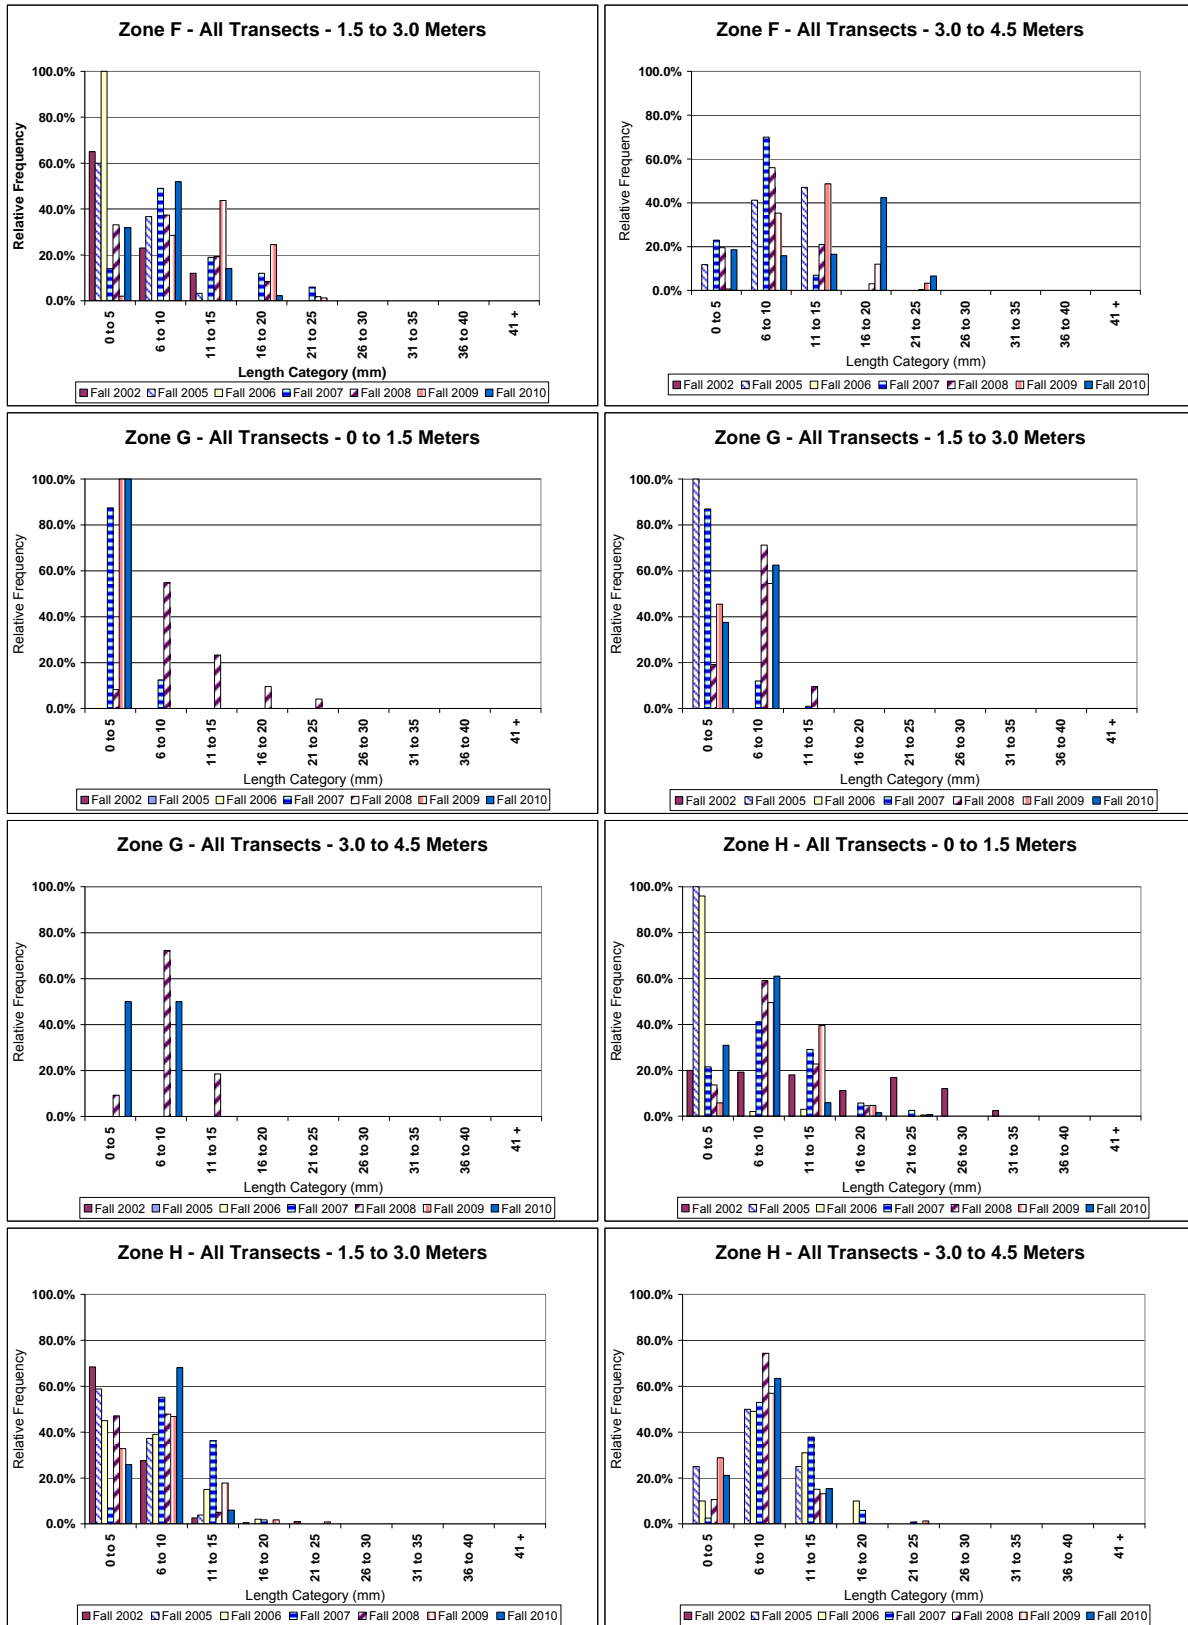 Zone F - All Transects - 1.5 to 3.0 Meters
Relative Frequency
100.0%
80.0%
60.0%
40.0%
20.0%
0.0%
0 to 5
6 to 10
11 to 15
16 to 20
21 to 25
26 to 30
31 to 35
36 to 40
41 +
Length Category (mm)
Fall 2002 Fall 2005 Fall 2006 Fall 2007 Fall 2008 Fall 2009 Fall 2010
Zone F - All Transects - 3.0 to 4.5 Meters
Relative Frequency
100.0%
80.0%
60.0%
40.0%
20.0%
0.0%
0 to 5
6 to 10
11 to 15
16 to 20
21 to 25
26 to 30
31 to 35
36 to 40
41 +
Length Category (mm)
Fall 2002 Fall 2005 Fall 2006 Fall 2007 Fall 2008 Fall 2009 Fall 2010
Zone G - All Transects - 0 to 1.5 Meters
Relative Frequency
100.0%
80.0%
60.0%
40.0%
20.0%
0.0%
0 to 5
6 to 10
11 to 15
16 to 20
21 to 25
26 to 30
31 to 35
36 to 40
41 +
Length Category (mm)
Fall 2002 Fall 2005 Fall 2006 Fall 2007 Fall 2008 Fall 2009 Fall 2010
Zone G - All Transects - 1.5 to 3.0 Meters
Relative Frequency
100.0%
80.0%
60.0%
40.0%
20.0%
0.0%
0 to 5
6 to 10
11 to 15
16 to 20
21 to 25
26 to 30
31 to 35
36 to 40
41 +
Length Category (mm)
Fall 2002 Fall 2005 Fall 2006 Fall 2007 Fall 2008 Fall 2009 Fall 2010
Zone G - All Transects - 3.0 to 4.5 Meters
Relative Frequency
100.0%
80.0%
60.0%
40.0%
20.0%
0.0%
0 to 5
6 to 10
11 to 15
16 to 20
21 to 25
26 to 30
31 to 35
36 to 40
41 +
Length Category (mm)
Fall 2002 Fall 2005 Fall 2006 Fall 2007 Fall 2008 Fall 2009 Fall 2010
Zone H - All Transects - 0 to 1.5 Meters
Relative Frequency
100.0%
80.0%
60.0%
40.0%
20.0%
0.0%
0 to 5
6 to 10
11 to 15
16 to 20
21 to 25
26 to 30
31 to 35
36 to 40
41 +
Length Category (mm)
Fall 2002 Fall 2005 Fall 2006 Fall 2007 Fall 2008 Fall 2009 Fall 2010
Zone H - All Transects - 1.5 to 3.0 Meters
Relative Frequency
100.0%
80.0%
60.0%
40.0%
20.0%
0.0%
0 to 5
6 to 10
11 to 15
16 to 20
21 to 25
26 to 30
31 to 35
36 to 40
41 +
Length Category (mm)
Fall 2002 Fall 2005 Fall 2006 Fall 2007 Fall 2008 Fall 2009 Fall 2010
Zone H - All Transects - 3.0 to 4.5 Meters
Relative Frequency
100.0%
80.0%
60.0%
40.0%
20.0%
0.0%
0 to 5
6 to 10
11 to 15
16 to 20
21 to 25
26 to 30
31 to 35
36 to 40
41 +
Length Category (mm)
Fall 2002 Fall 2005 Fall 2006 Fall 2007 Fall 2008 Fall 2009 Fall 2010